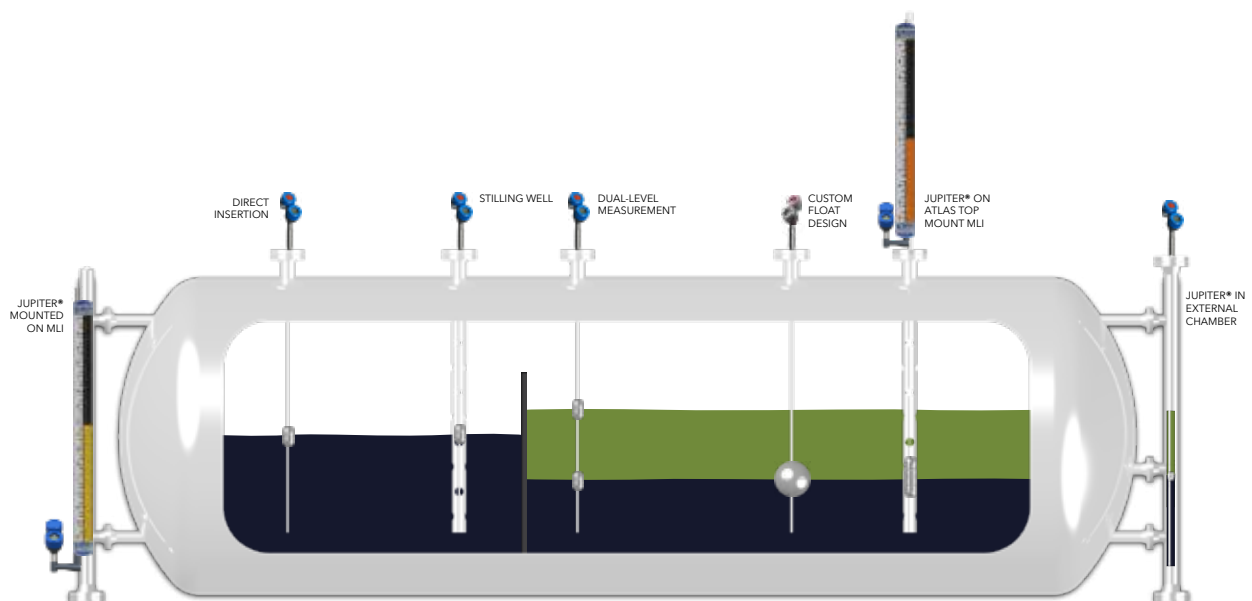 DIRECT
INSERTION
STILLING WELL
DUAL-LEVEL
MEASUREMENT
CUSTOM
FLOAT
DESIGN
JUPITER® ON
ATLAS TOP
MOUNT MLI
JUPITER®
MOUNTED
ON MLI
JUPITER® IN
EXTERNAL
CHAMBER